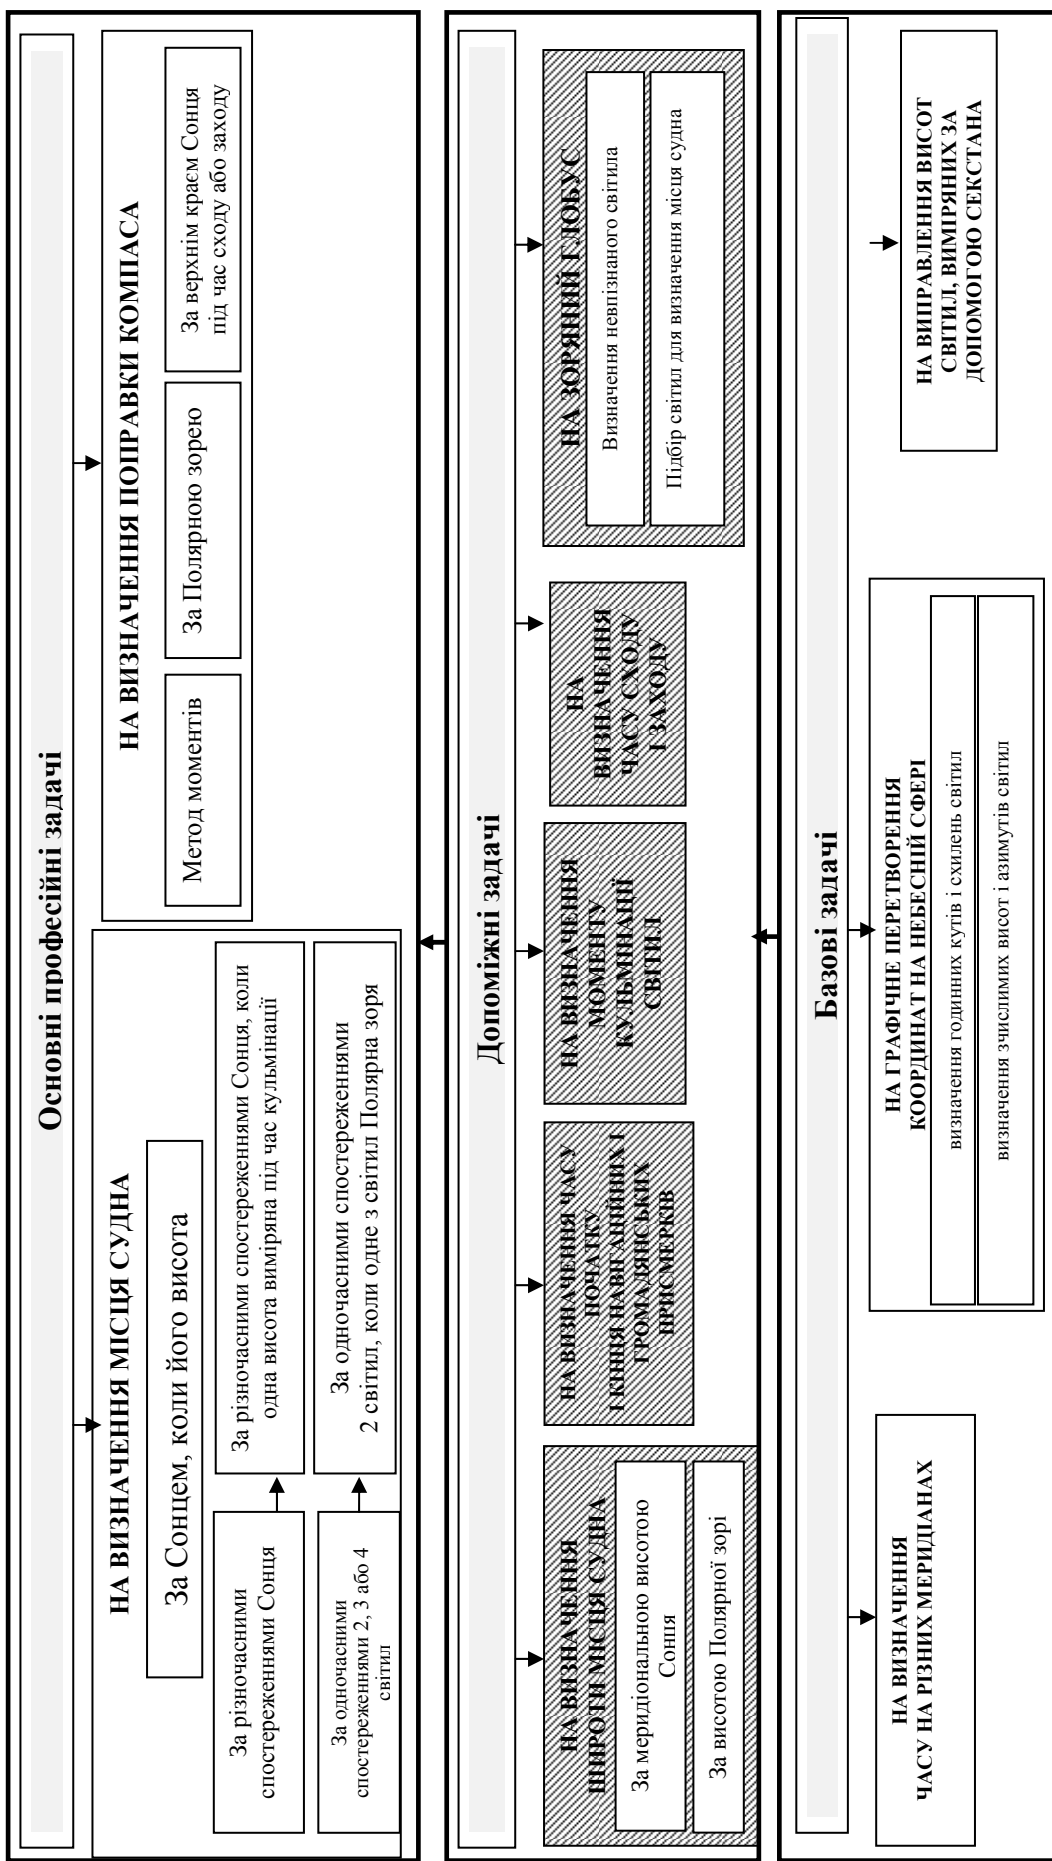 Основні професійні задачі
НА ВИЗНАЧЕННЯ МІСЦЯ СУДНА
За Сонцем, коли його висота
За різночасними
спостереженнями Сонця
За різночасними спостереженнями Сонця, коли
одна висота виміряна під час кульмінації
За одночасними
спостереженнями 2, 3 або 4
світил
За одночасними спостереженнями
2 світил, коли одне з світил Полярна зоря
НА ВИЗНАЧЕННЯ ПОПРАВКИ КОМПАСА
Метод моментів
За Полярною зорею
За верхнім краєм Сонця
під час сходу або заходу
Допоміжні задачі
НА ВИЗНАЧЕННЯ
ШИРОТИ МІСЦЯ СУДНА
За меридіональною висотою
Сонця
За висотою Полярної зорі
НА ВИЗНАЧЕННЯ ЧАСУ
ПОЧАТКУ
І КІНЦЯ НАВІГАЦІЙНИХ І
ГРОМАДЯНСЬКИХ
ПРИСМЕРКІВ
НА ВИЗНАЧЕННЯ
МОМЕНТУ
КУЛЬМІНАЦІЇ
СВІТИЛ
НА
ВИЗНАЧЕННЯ
ЧАСУ СХОДУ
І ЗАХОДУ
НА ЗОРЯНИЙ ГЛОБУС
Визначення невпізнаного світила
Підбір світил для визначення місця судна
Базові задачі
НА ВИЗНАЧЕННЯ
ЧАСУ НА РІЗНИХ МЕРИДІАНАХ
НА ГРАФІЧНЕ ПЕРЕТВОРЕННЯ
КООРДИНАТ НА НЕБЕСНІЙ СФЕРІ
визначення годинних кутів і схилень світил
визначення зчислимих висот і азимутів світил
НА ВИПРАВЛЕННЯ ВИСОТ
СВІТИЛ, ВИМІРЯНИХ ЗА
ДОПОМОГОЮ СЕКСТАНА